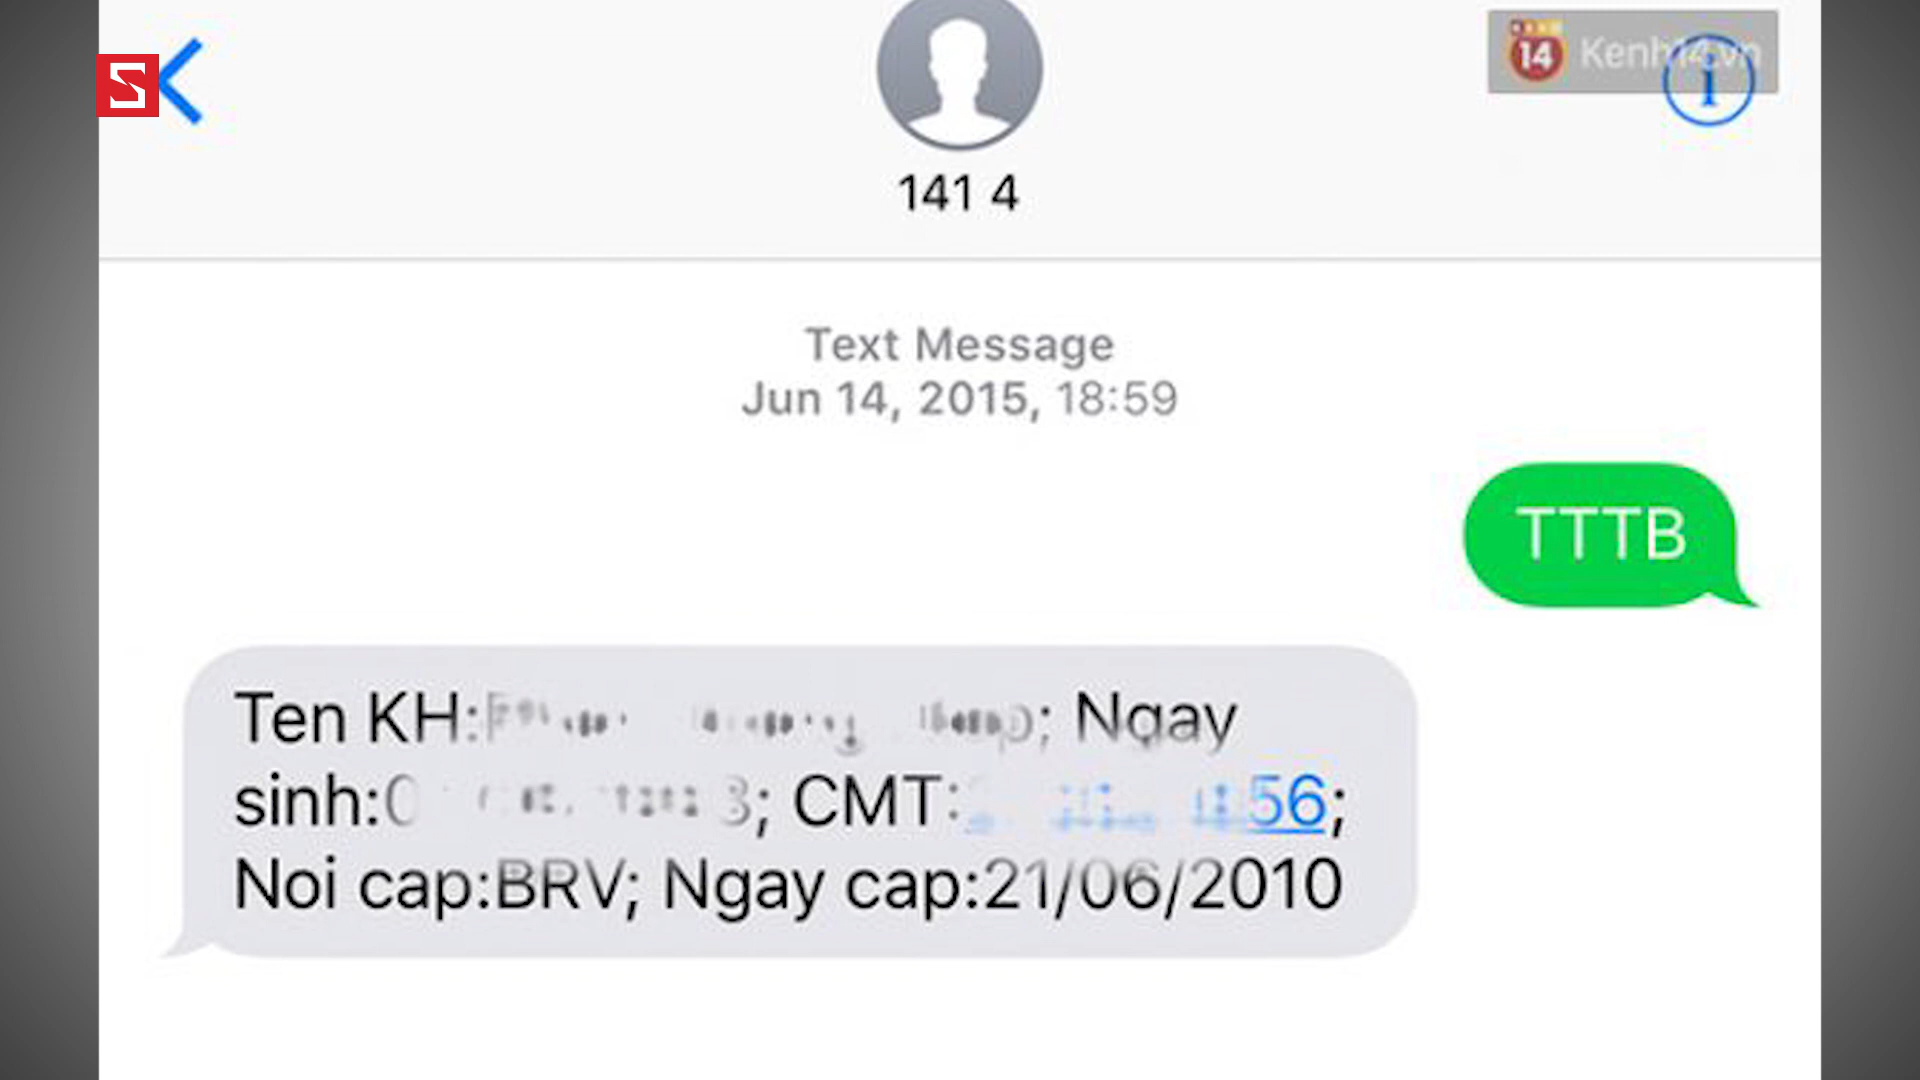 S
14 Kenh14.vn
141 4
Text Message
Jun 14, 2015, 18:59
TTTB
Ten KH: ; Ngay
sinh: ; CMT: 56;
Noi cap:BRV; Ngay cap:21/06/2010